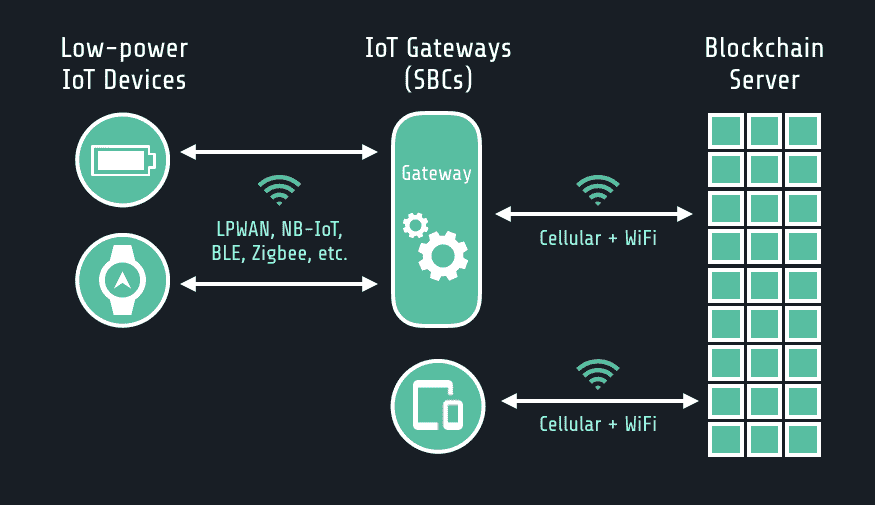 Low-power
IoT Devices
IoT Gateways
(SBCs)
Blockchain
Server
Gateway
LPWAN, NB-IoT,
BLE, Zigbee, etc.
Cellular + WiFi
Cellular + WiFi